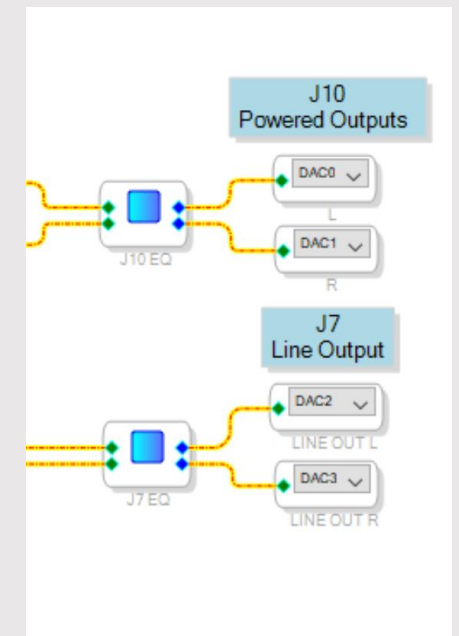 J10
Powered Outputs
DAC0
L
J10 EQ
DAC1
R
J7
Line Output
DAC2
LINE OUT L
J7 EQ
DAC3
LINE OUT R